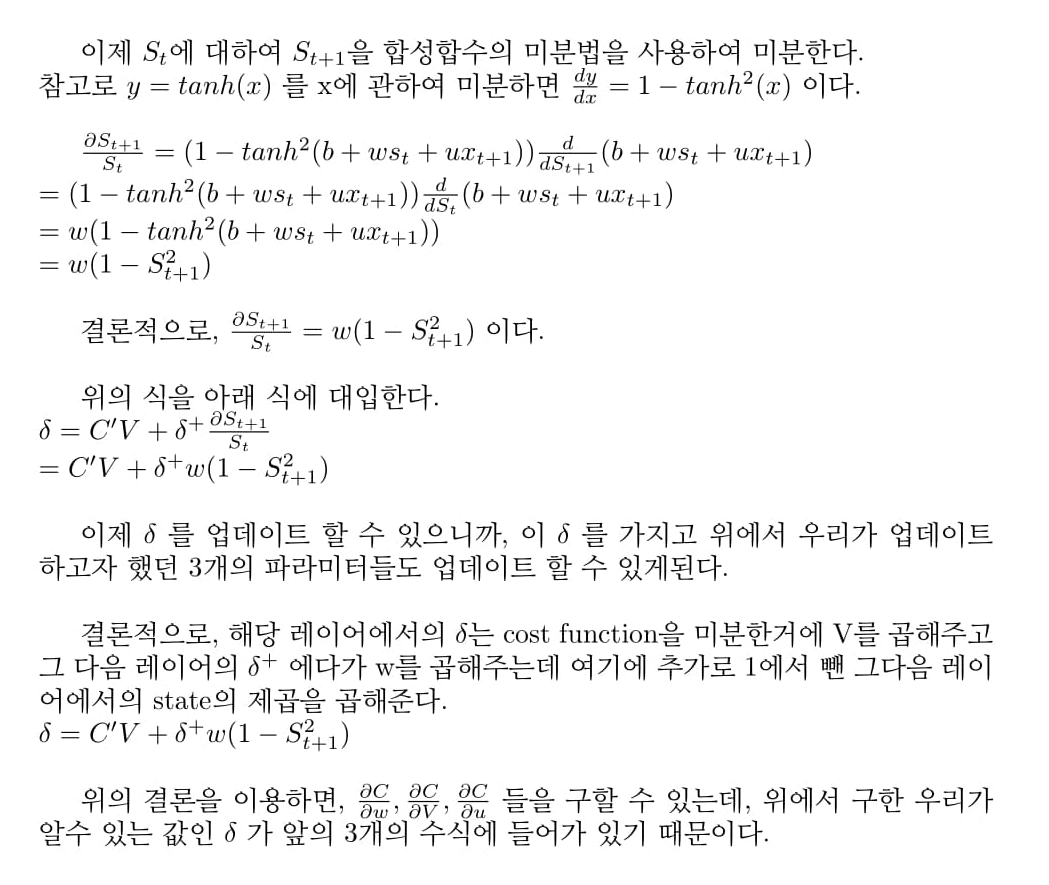 이제 $S_t$에 대하여 $S_{t+1}$을 합성합수의 미분법을 사용하여 미분한다.
참고로 $y = tanh(x)$ 를 x에 관하여 미분하면 $\frac{dy}{dx} = 1 - tanh^2(x)$ 이다.
$\frac{\partial S_{t+1}}{S_t} = (1 - tanh^2(b + ws_t + ux_{t+1}))\frac{d}{dS_{t+1}}(b + ws_t + ux_{t+1})$
$= (1 - tanh^2(b + ws_t + ux_{t+1}))\frac{d}{dS_t}(b + ws_t + ux_{t+1})$
$= w(1 - tanh^2(b + ws_t + ux_{t+1}))$
$= w(1 - S_{t+1}^2)$
결론적으로, $\frac{\partial S_{t+1}}{S_t} = w(1 - S_{t+1}^2)$ 이다.
위의 식을 아래 식에 대입한다.
$\delta = C'V + \delta^+ \frac{\partial S_{t+1}}{S_t}$
$= C'V + \delta^+ w(1 - S_{t+1}^2)$
이제 $\delta$ 를 업데이트 할 수 있으니까, 이 $\delta$ 를 가지고 위에서 우리가 업데이트
하고자 했던 3개의 파라미터들도 업데이트 할 수 있게된다.
결론적으로, 해당 레이어에서의 $\delta$는 cost function을 미분한거에 V를 곱해주고
그 다음 레이어의 $\delta^+$ 에다가 w를 곱해주는데 여기에 추가로 1에서 뺀 그다음 레이
어에서의 state의 제곱을 곱해준다.
$\delta = C'V + \delta^+ w(1 - S_{t+1}^2)$
위의 결론을 이용하면, $\frac{\partial C}{\partial w}, \frac{\partial C}{\partial V}, \frac{\partial C}{\partial u}$ 들을 구할 수 있는데, 위에서 구한 우리가
알수 있는 값인 $\delta$ 가 앞의 3개의 수식에 들어가 있기 때문이다.